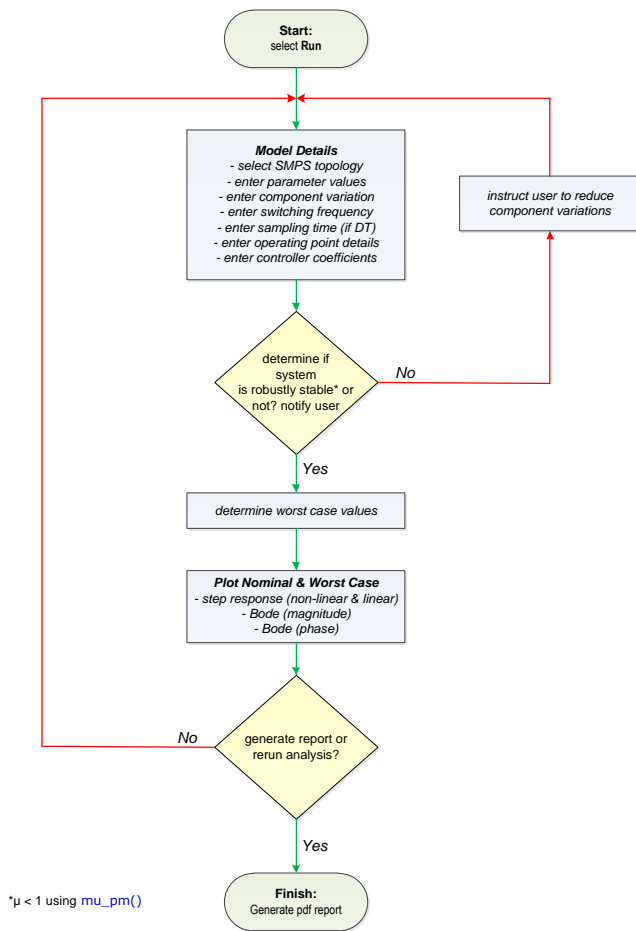 Start:
select Run
Model Details
- select SMPS topology
- enter parameter values
- enter component variation
- enter switching frequency
- enter sampling time (if DT)
- enter operating point details
- enter controller coefficients
instruct user to reduce
component variations
determine if
system
is robustly stable* or
not? notify user
No
Yes
determine worst case values
Plot Nominal & Worst Case
- step response (non-linear & linear)
- Bode (magnitude)
- Bode (phase)
No
generate report or
rerun analysis?
Yes
Finish:
Generate pdf report
*µ < 1 using mu_pm()